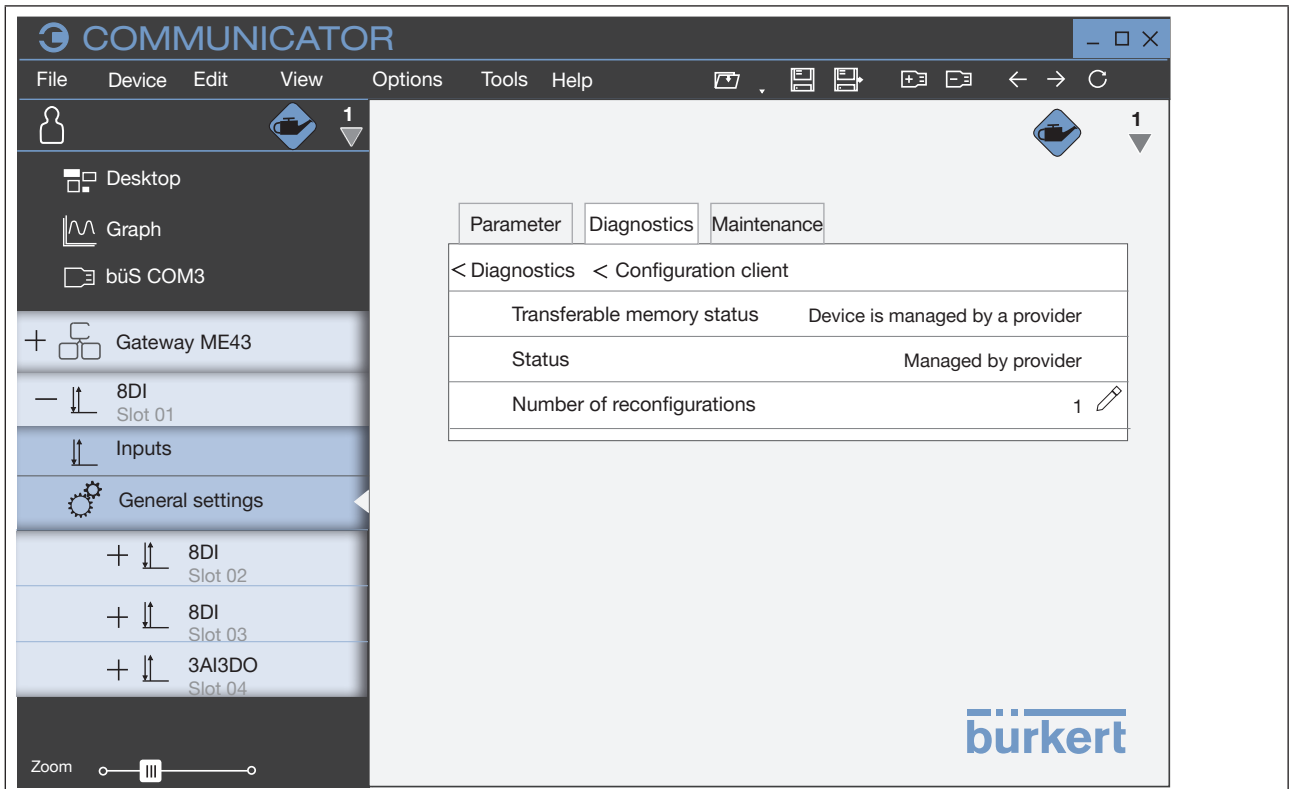 COMMUNICATOR
File Device Edit View Options Tools Help
1
1
Desktop
Graph
büS COM3
Gateway ME43
8DI
Slot 01
Inputs
General settings
8DI
Slot 02
8DI
Slot 03
3AI3DO
Slot 04
Zoom
Parameter Diagnostics Maintenance
< Diagnostics < Configuration client
Transferable memory status Device is managed by a provider
Status Managed by provider
Number of reconfigurations 1
bürkert